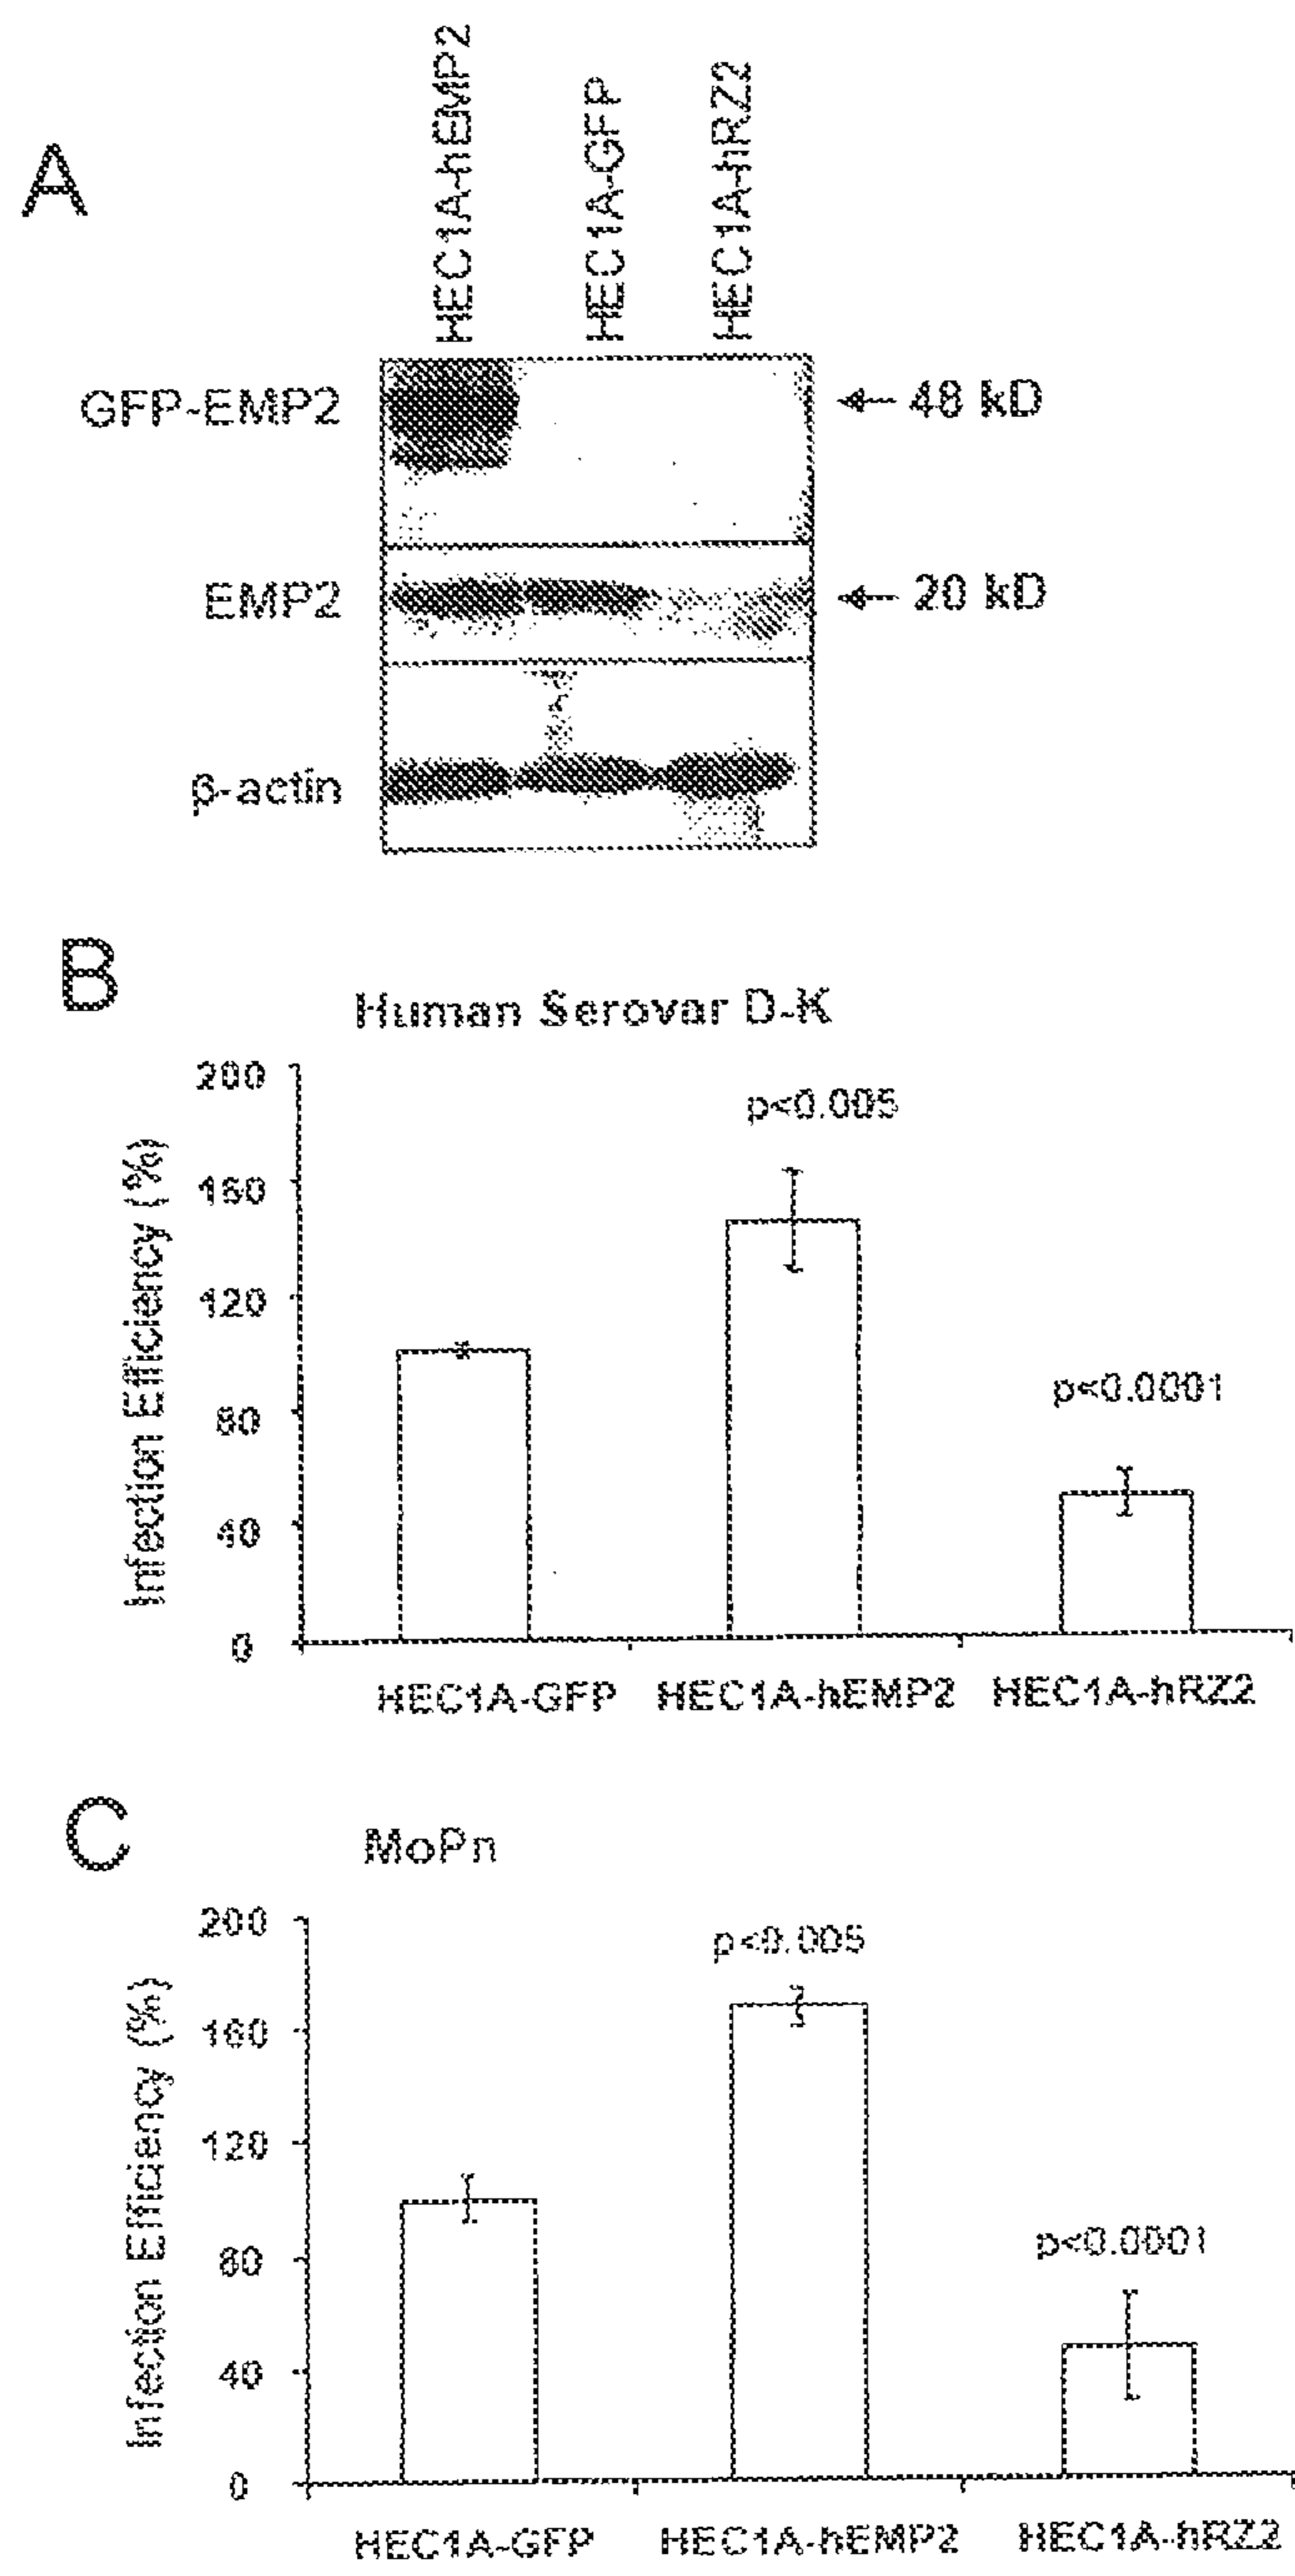 A
HEC1A-hEMP2
HEC1A-GFP
HEC1A-hRZ2
GFP-EMP2
48 kD
EMP2
20 kD
β-actin
B
Human Serovar D-K
Infection Efficiency (%)
200
160
120
80
40
0
p<0.005
p<0.0001
HEC1A-GFP HEC1A-hEMP2 HEC1A-hRZ2
C
MoPn
Infection Efficiency (%)
200
160
120
80
40
0
p<0.005
p<0.0001
HEC1A-GFP HEC1A-hEMP2 HEC1A-hRZ2